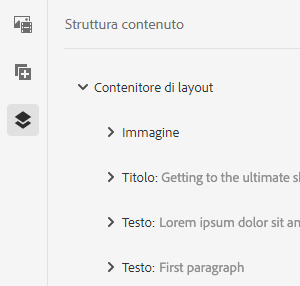 Struttura contenuto
Contenitore di layout
Immagine
Titolo: Getting to the ultimate
Testo: Lorem ipsum dolor sit an
Testo: First paragraph